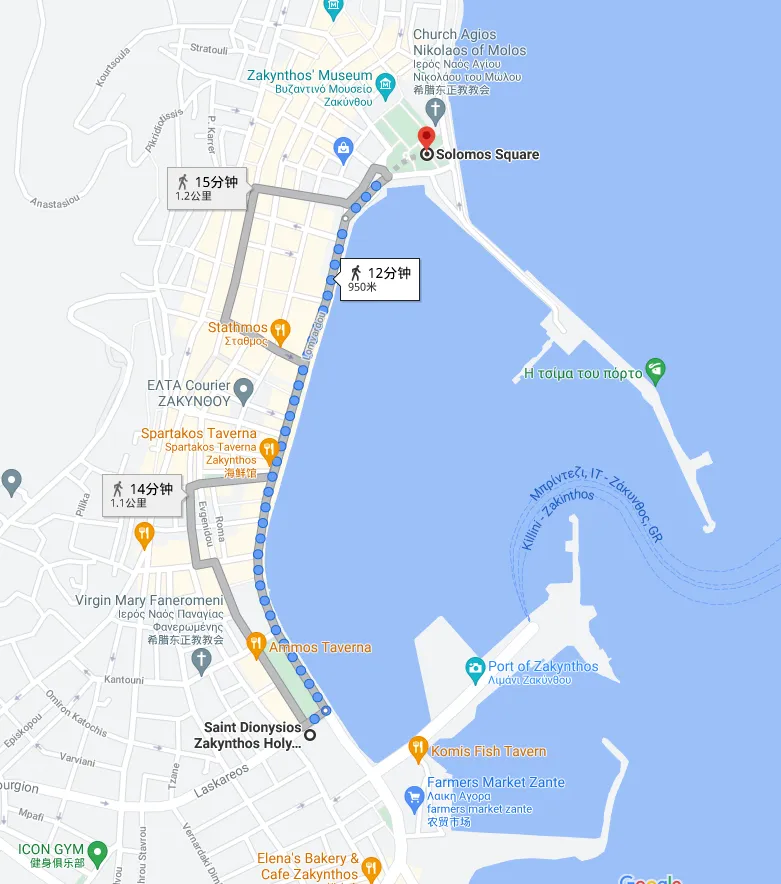 Church Agios
Nikolaos of Molos
Ιερός Ναός Αγίου
Νικολάου του Μώλου
希腊东正教教会
Stratouli
Kourtsoula
Zakynthos' Museum
Βυζαντινό Μουσείο
Ζακύνθου
Pikridiotissis
P. Karrer
Solomos Square
15分钟
1.2公里
Anastasiou
12分钟
950米
Lomvardou
Stathmos
Σταθμος
Η τσίμα του πόρτο
ΕΛΤΑ Courier
ΖΑΚΥΝΘΟΥ
Spartakos Taverna
Spartakos Taverna
Zakynthos
海鲜馆
14分钟
1.1公里
Pilika
Evgenidou
Roma
Μπρίντεζι, IT - Ζάκυνθος, GR
Killini - Zakinthos
Virgin Mary Faneromeni
Ιερός Ναός Παναγίας
Φανερωμένης
希腊东正教教会
Ammos Taverna
Port of Zakynthos
Λιμάνι Ζακύνθου
Kantouni
Omiron Katochis
Episkopou
Saint Dionysios
Zakynthos Holy...
Komis Fish Tavern
Varviani
Tzane
Laskareos
ourgion
Mpafi
Farmers Market Zante
Λαικη Αγορα
farmers market zante
农贸市场
Vernardaki Dim
hou Stavrou
ICON GYM
健身俱乐部
Elena's Bakery &
Cafe Zakynthos
Google